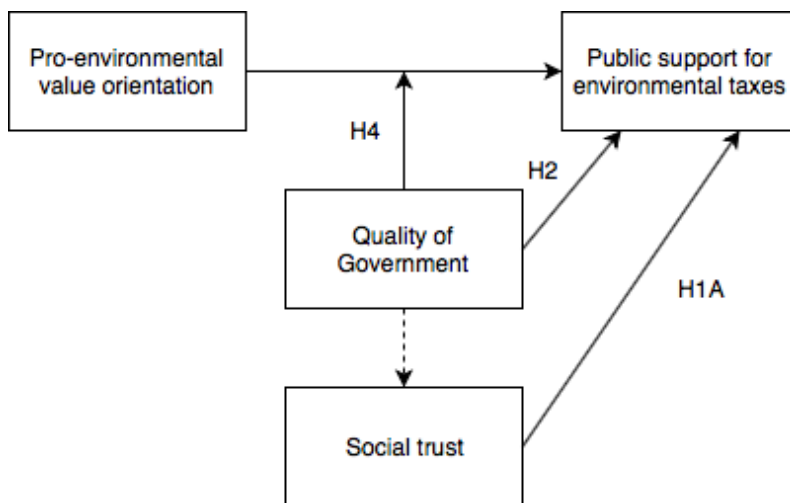 Pro-environmental
value orientation
Public support for
environmental taxes
H4
H2
Quality of
Government
H1A
Social trust